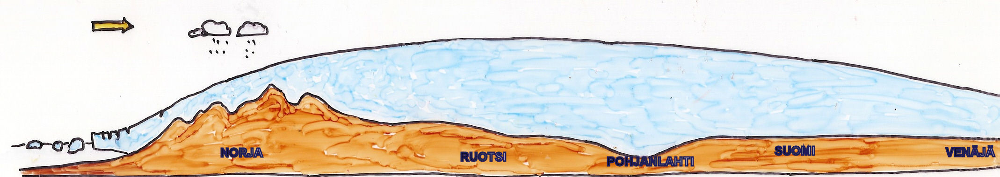 NORJA
RUOTSI
POHJANLAHTI
SUOMI
VENÄJÄ